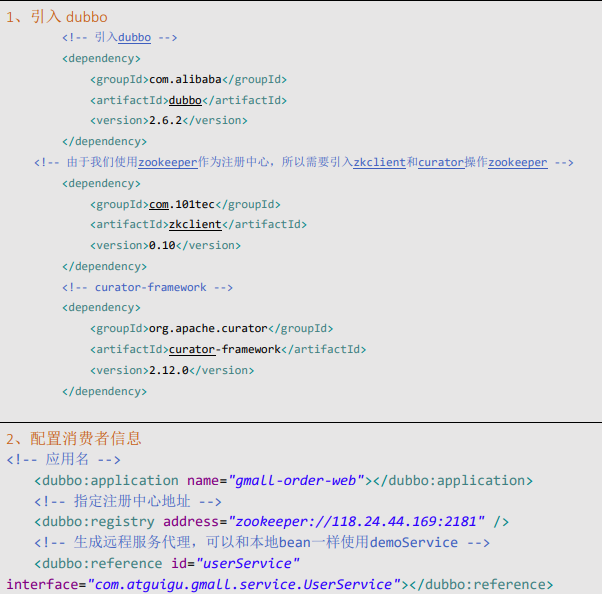 1、引入 dubbo
<!-- 引入dubbo -->
<dependency>
<groupId>com.alibaba</groupId>
<artifactId>dubbo</artifactId>
<version>2.6.2</version>
</dependency>
<!-- 由于我们使用zookeeper作为注册中心，所以需要引入zkclient和curator操作zookeeper -->
<dependency>
<groupId>com.101tec</groupId>
<artifactId>zkclient</artifactId>
<version>0.10</version>
</dependency>
<!-- curator-framework -->
<dependency>
<groupId>org.apache.curator</groupId>
<artifactId>curator-framework</artifactId>
<version>2.12.0</version>
</dependency>
2、配置消费者信息
<!-- 应用名 -->
<dubbo:application name="gmall-order-web"></dubbo:application>
<!-- 指定注册中心地址 -->
<dubbo:registry address="zookeeper://118.24.44.169:2181" />
<!-- 生成远程服务代理，可以和本地bean一样使用demoService -->
<dubbo:reference id="userService"
interface="com.atguigu.gmall.service.UserService"></dubbo:reference>